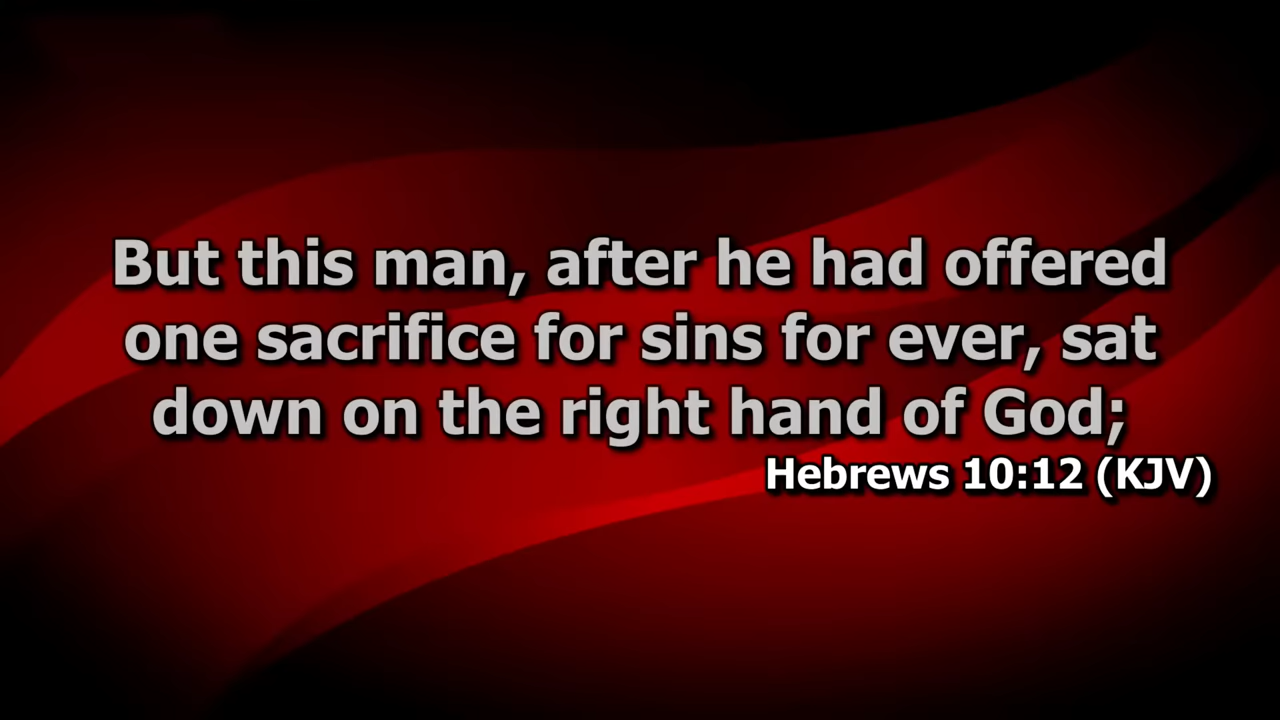 But this man, after he had offered
one sacrifice for sins for ever, sat
down on the right hand of God;
Hebrews 10:12 (KJV)